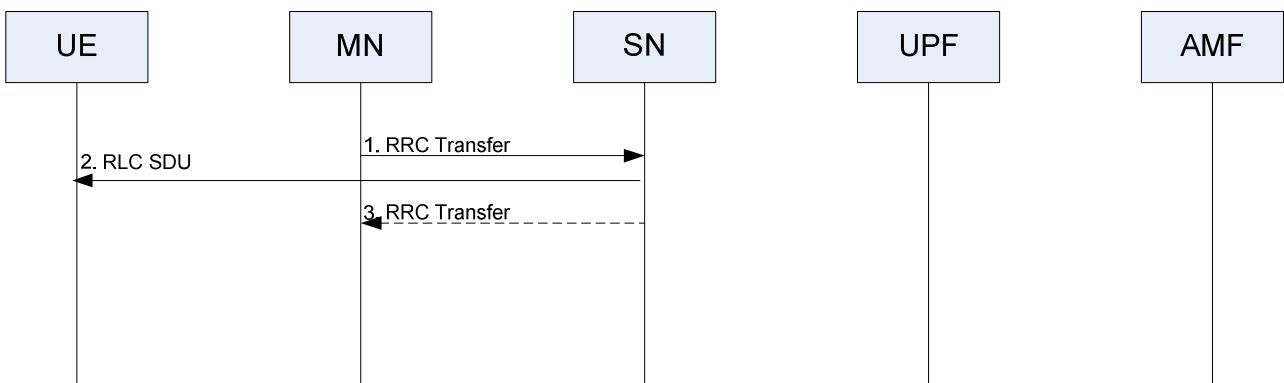 UE
MN
SN
UPF
AMF
1. RRC Transfer
2. RLC SDU
3. RRC Transfer